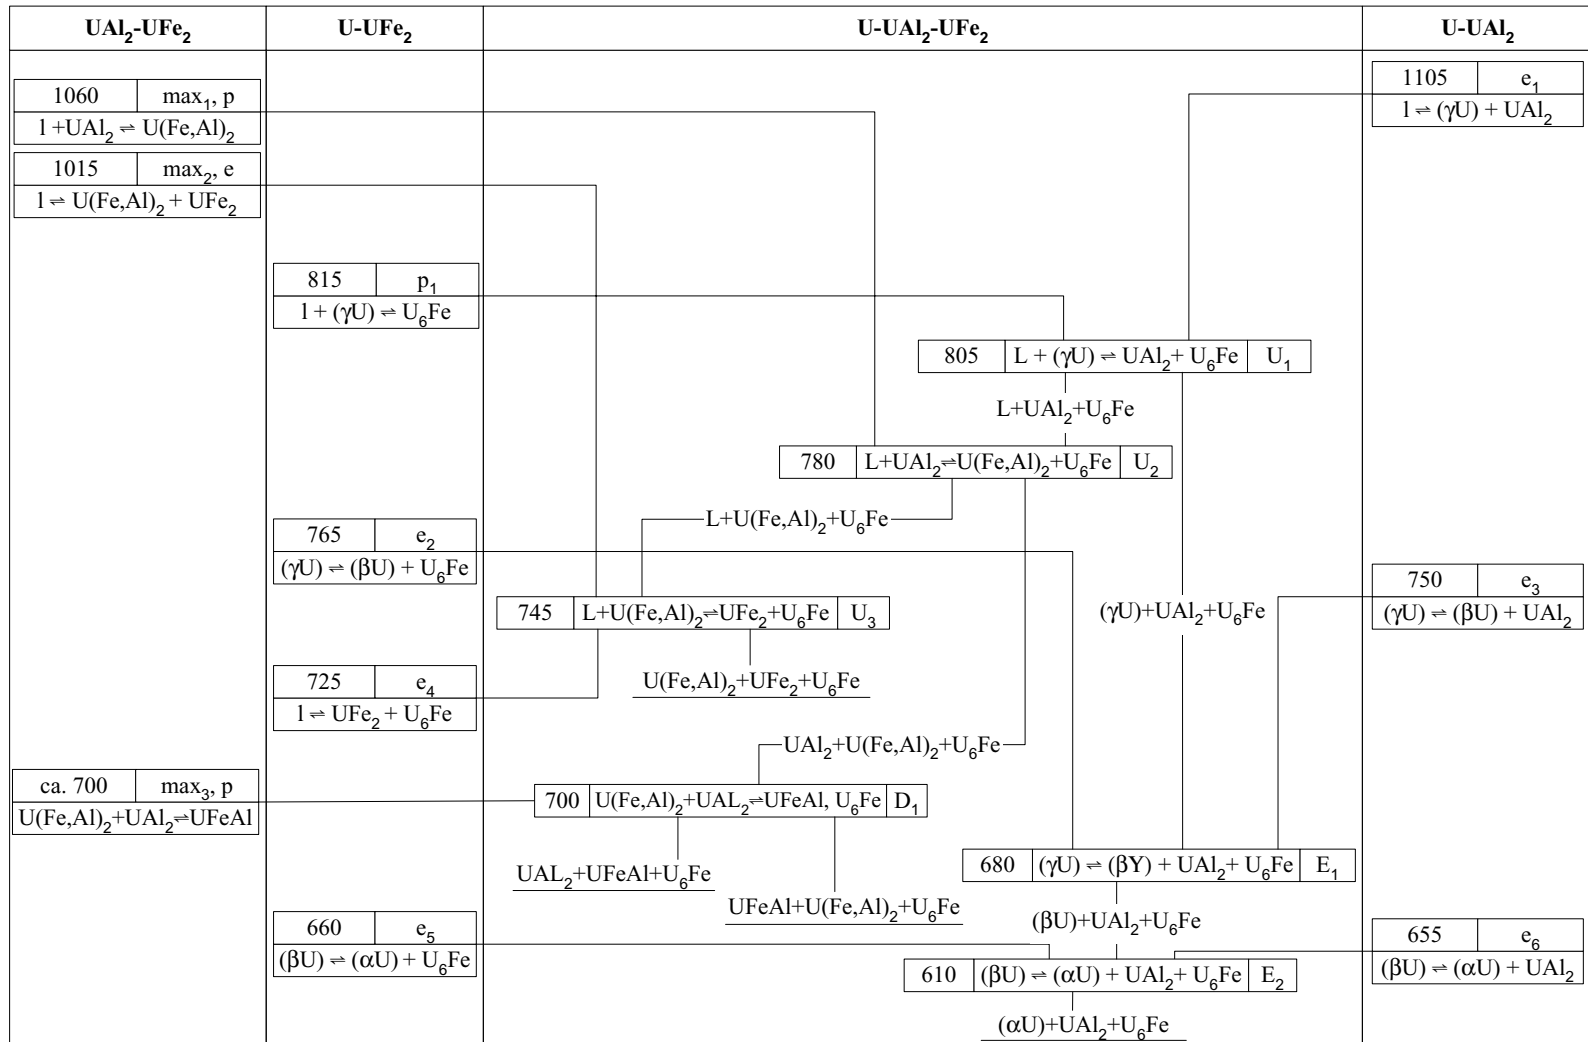 UAl₂-UFe₂
U-UFe₂
U-UAl₂-UFe₂
U-UAl₂
1060 max₁, p
l +UAl₂ ⇌ U(Fe,Al)₂
1015 max₂, e
l ⇌ U(Fe,Al)₂ + UFe₂
1105 e₁
l ⇌ (γU) + UAl₂
815 p₁
l + (γU) ⇌ U₆Fe
805 L + (γU) ⇌ UAl₂+ U₆Fe U₁
L+UAl₂+U₆Fe
780 L+UAl₂⇌U(Fe,Al)₂+U₆Fe U₂
L+U(Fe,Al)₂+U₆Fe
765 e₂
(γU) ⇌ (βU) + U₆Fe
750 e₃
(γU) ⇌ (βU) + UAl₂
745 L+U(Fe,Al)₂⇌UFe₂+U₆Fe U₃
(γU)+UAl₂+U₆Fe
U(Fe,Al)₂+UFe₂+U₆Fe
725 e₄
l ⇌ UFe₂ + U₆Fe
UAl₂+U(Fe,Al)₂+U₆Fe
ca. 700 max₃, p
U(Fe,Al)₂+UAl₂⇌UFeAl
700 U(Fe,Al)₂+UAL₂⇌UFeAl, U₆Fe D₁
UAL₂+UFeAl+U₆Fe
UFeAl+U(Fe,Al)₂+U₆Fe
680 (γU) ⇌ (βY) + UAl₂+ U₆Fe E₁
(βU)+UAl₂+U₆Fe
660 e₅
(βU) ⇌ (αU) + U₆Fe
655 e₆
(βU) ⇌ (αU) + UAl₂
610 (βU) ⇌ (αU) + UAl₂+ U₆Fe E₂
(αU)+UAl₂+U₆Fe